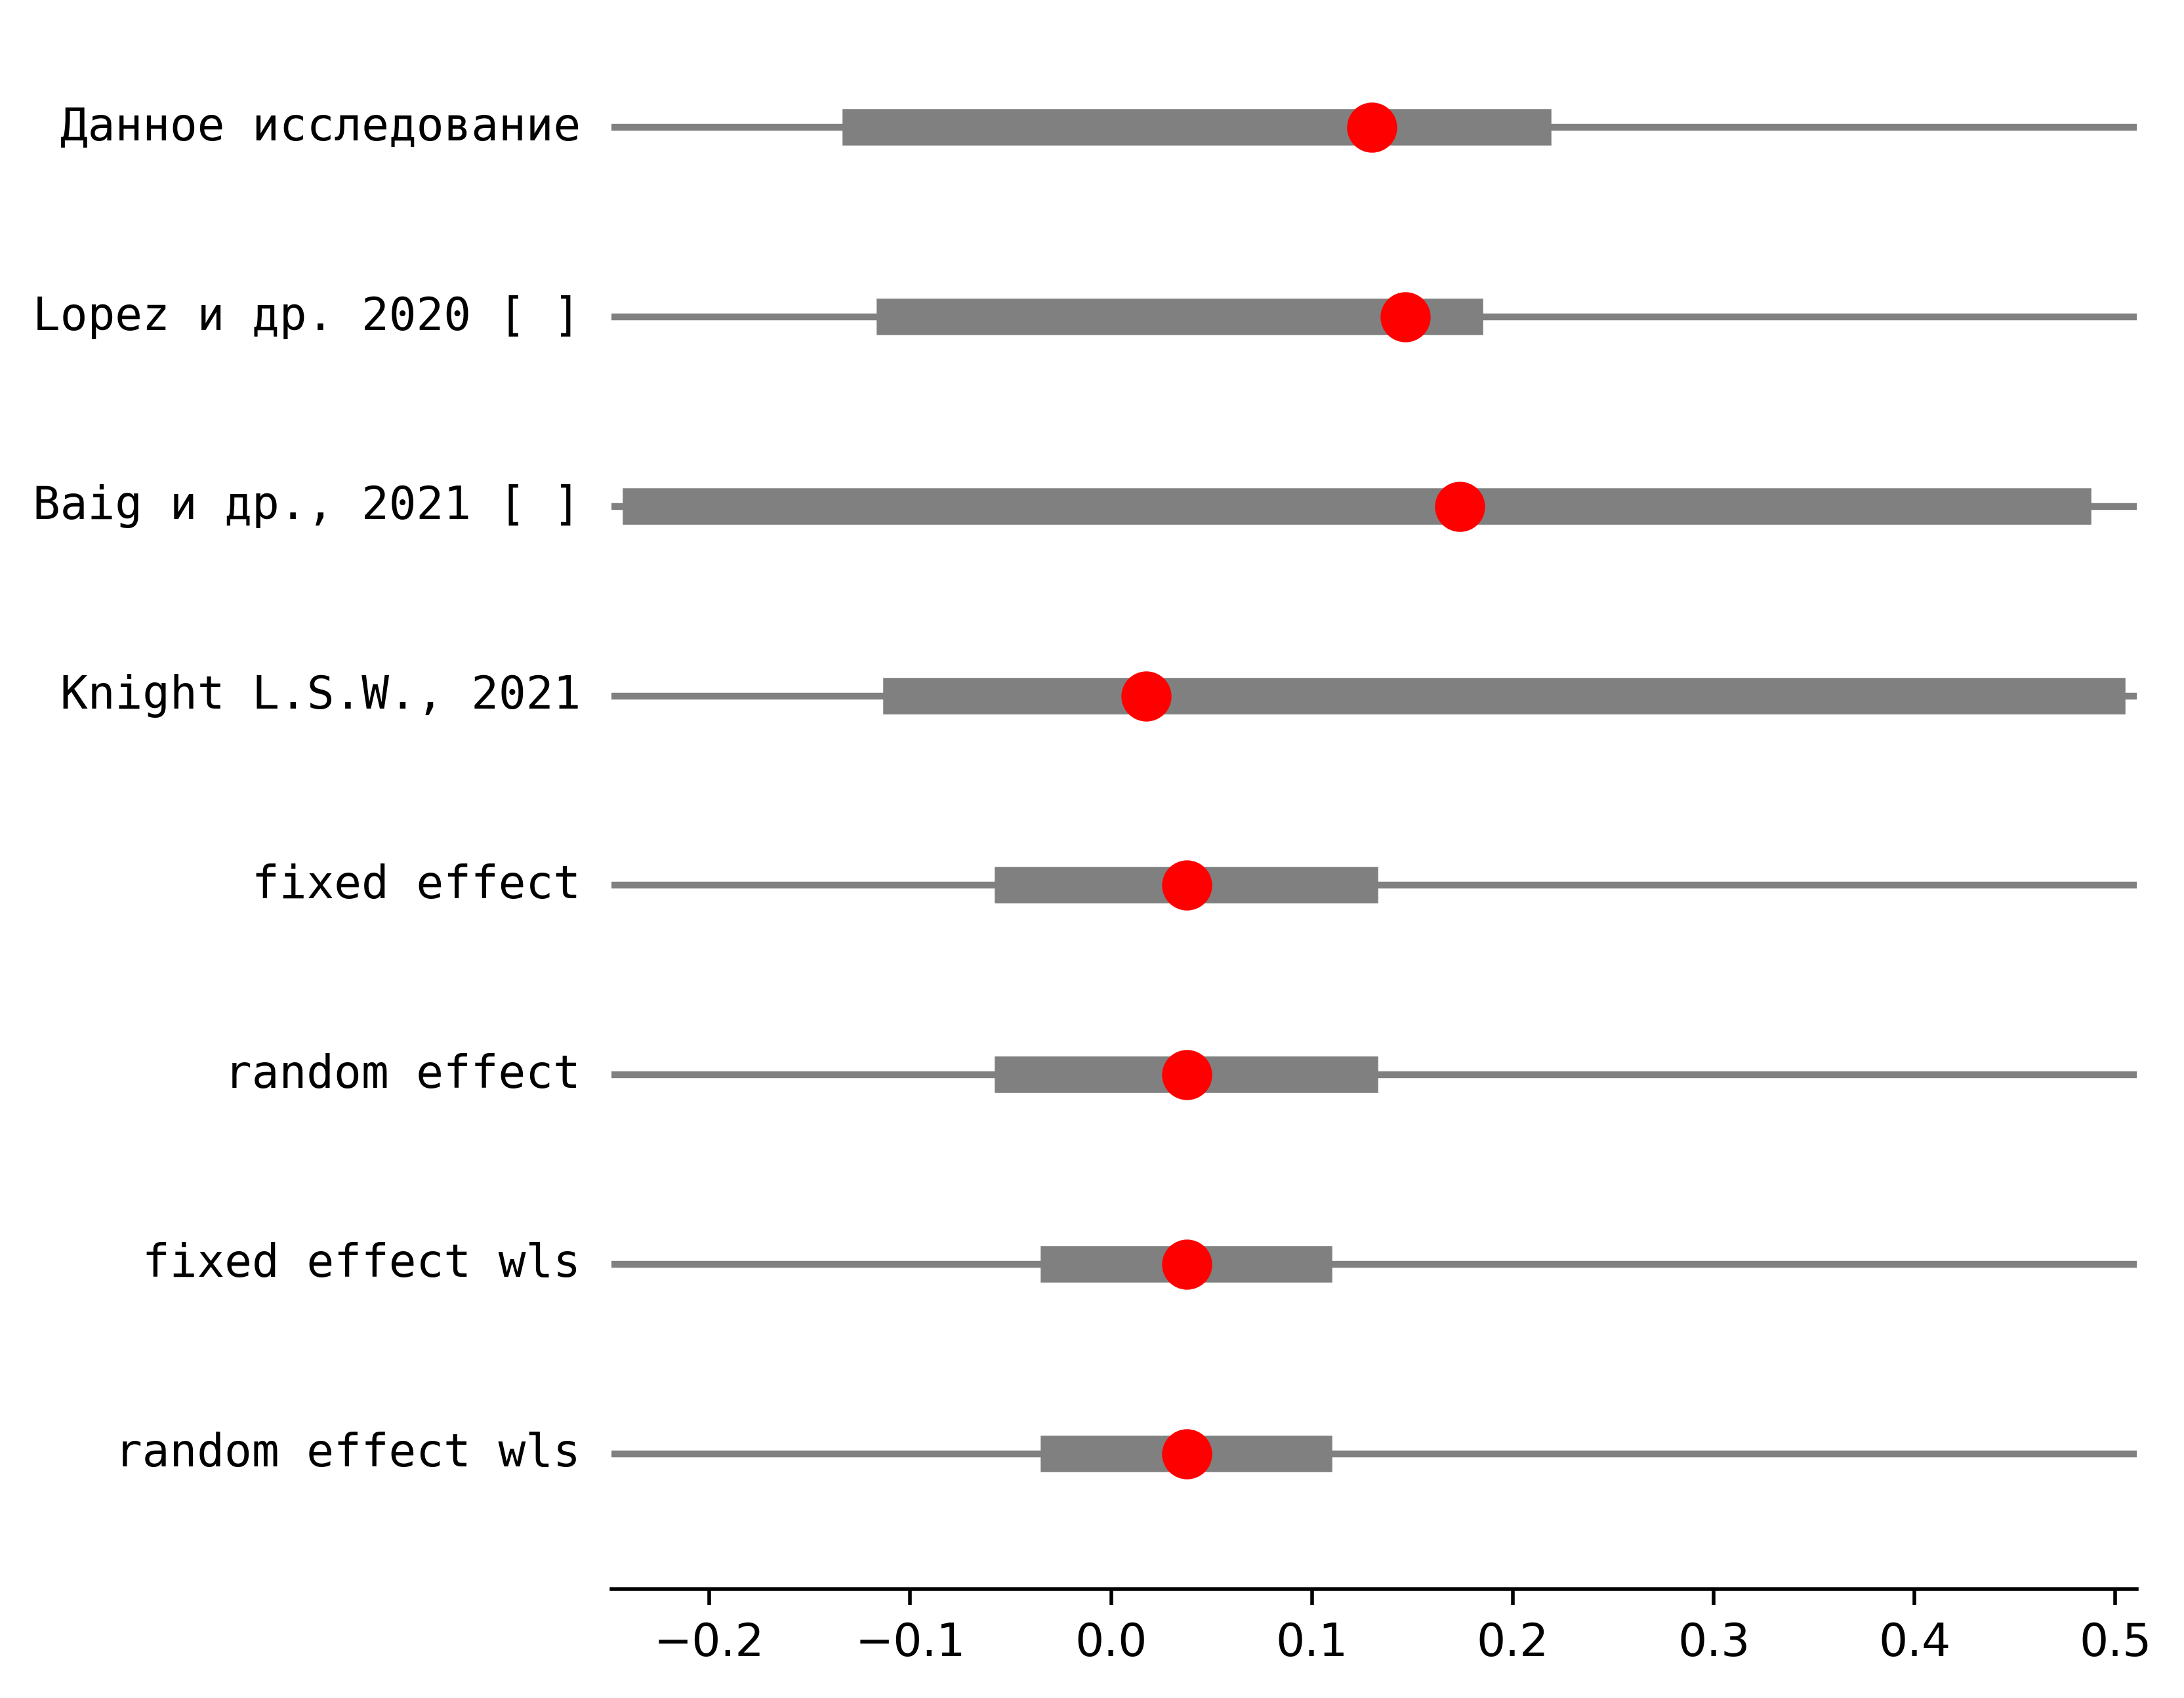 Данное исследование
Lopez и др. 2020 [ ]
Baig и др., 2021 [ ]
Knight L.S.W., 2021
fixed effect
random effect
fixed effect wls
random effect wls
−0.2 −0.1 0.0 0.1 0.2 0.3 0.4 0.5